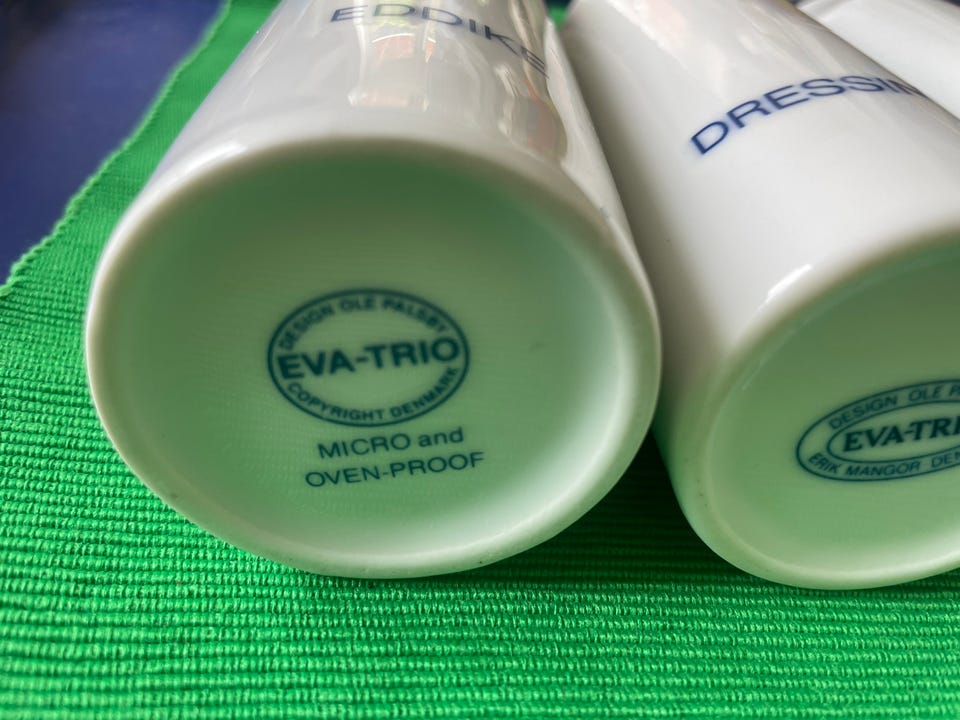 EDDIKE
DRESSIN
DESIGN OLE PALSBY
EVA-TRIO
COPYRIGHT DENMARK
MICRO and
OVEN-PROOF
DESIGN OLE
EVA-TRI
ERIK MANGOR DEN